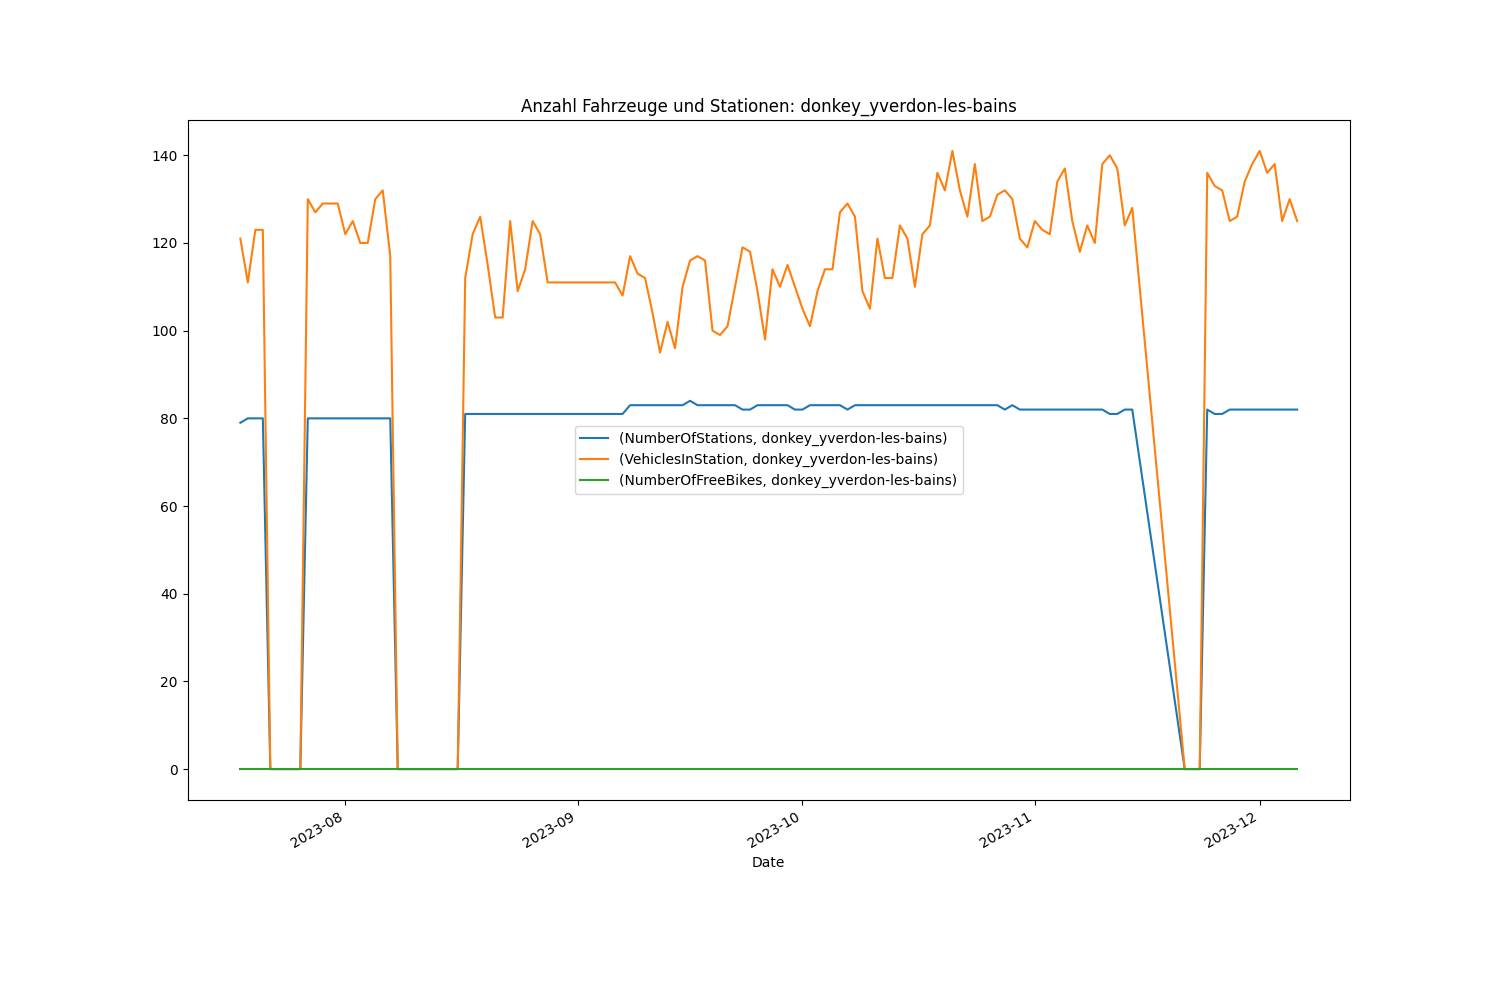 Anzahl Fahrzeuge und Stationen: donkey_yverdon-les-bains
140
120
100
80
60
40
20
0
(NumberOfStations, donkey_yverdon-les-bains)
(VehiclesInStation, donkey_yverdon-les-bains)
(NumberOfFreeBikes, donkey_yverdon-les-bains)
2023-08
2023-09
2023-10
2023-11
2023-12
Date